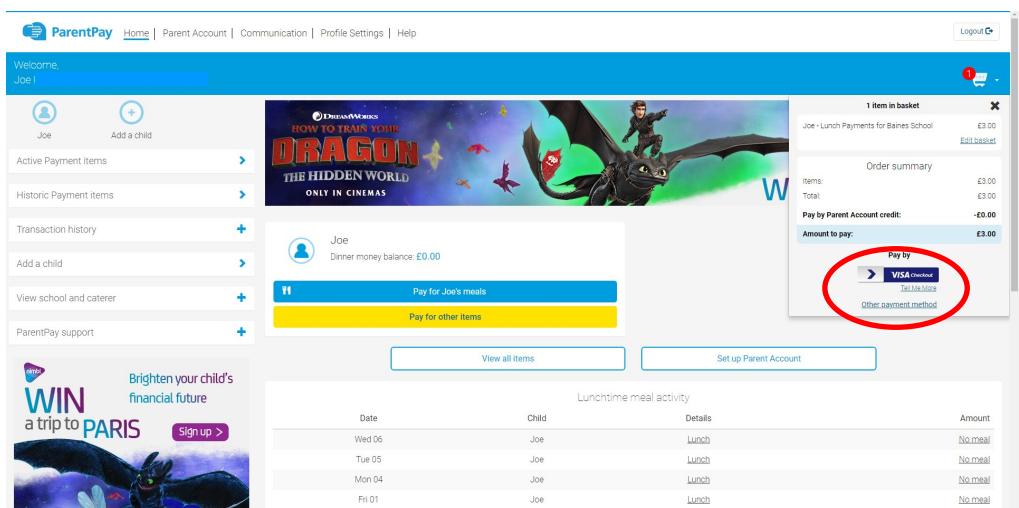 ParentPay Home | Parent Account | Communication | Profile Settings | Help
Logout
Welcome,
Joe
1
Joe
Add a child
Active Payment items
Historic Payment items
Transaction history
Add a child
View school and caterer
ParentPay support
nimbl
WIN
a trip to PARIS
Brighten your child's
financial future
Sign up >
DREAMWORKS
HOW TO TRAIN YOUR
DRAGON
THE HIDDEN WORLD
ONLY IN CINEMAS
W
Joe
Dinner money balance: £0.00
Pay for Joe's meals
Pay for other items
1 item in basket
Joe - Lunch Payments for Baines School £3.00
Edit basket
Order summary
Items: £3.00
Total: £3.00
Pay by Parent Account credit: -£0.00
Amount to pay: £3.00
Pay by
VISA Checkout
Tell Me More
Other payment method
View all items
Set up Parent Account
Lunchtime meal activity
Date Child Details Amount
Wed 06 Joe Lunch No meal
Tue 05 Joe Lunch No meal
Mon 04 Joe Lunch No meal
Fri 01 Joe Lunch No meal